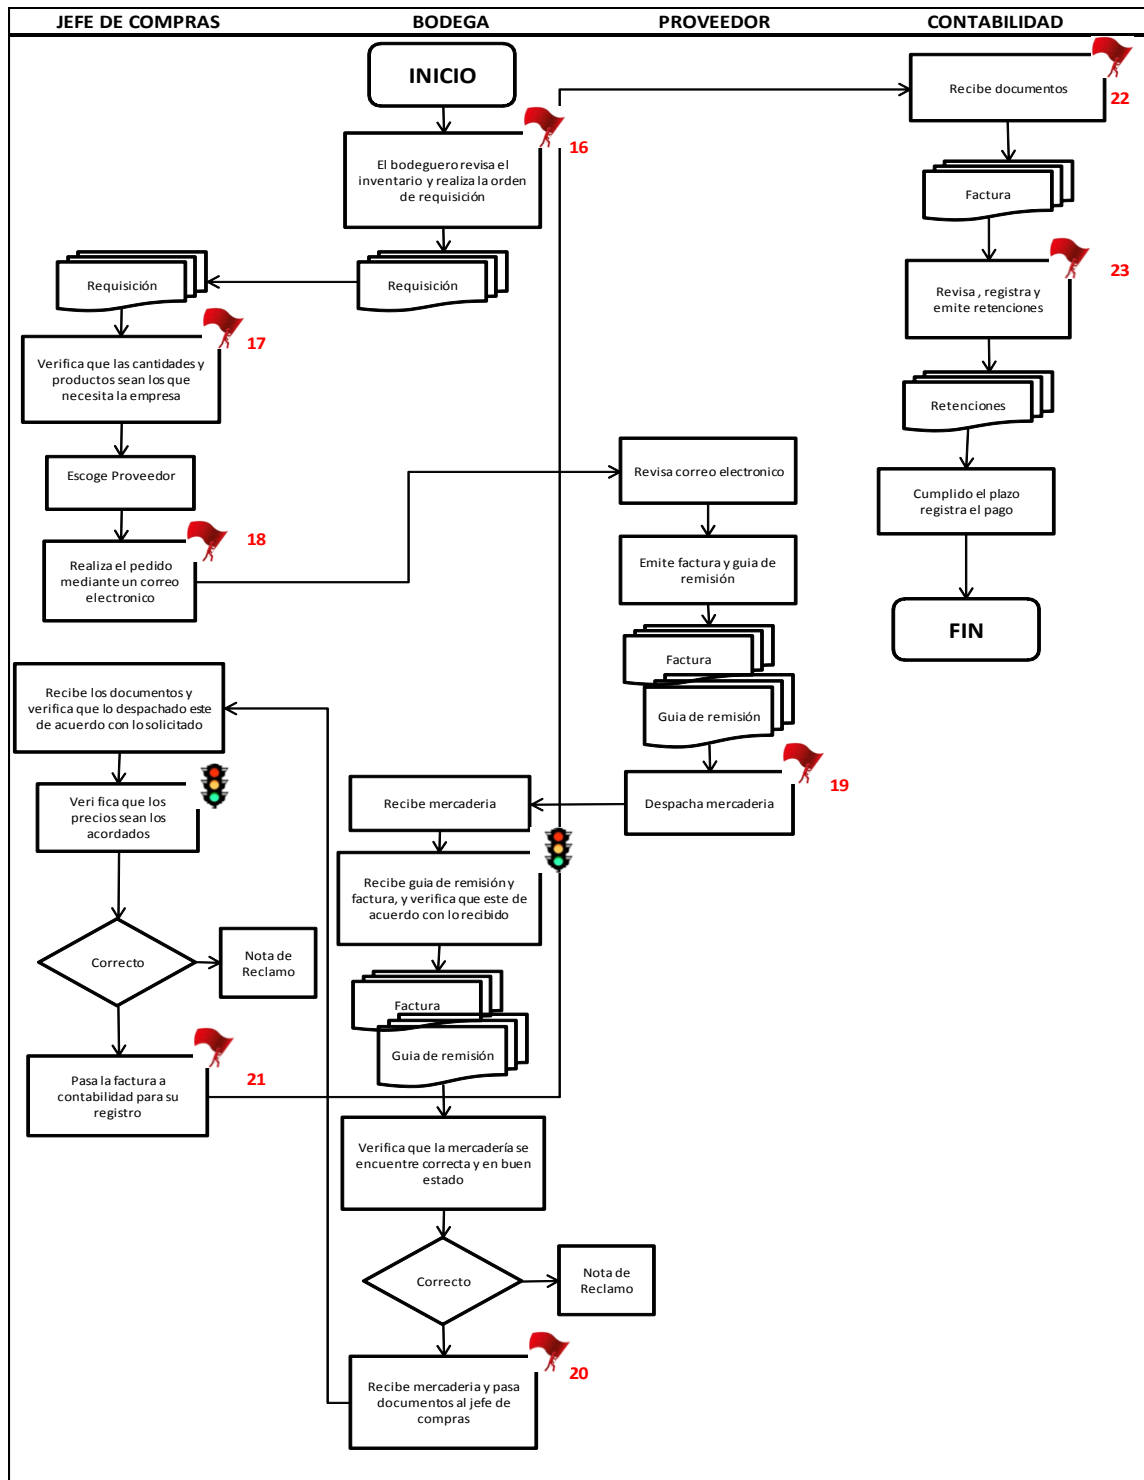 JEFE DE COMPRAS
BODEGA
PROVEEDOR
CONTABILIDAD
INICIO
16
El bodeguero revisa el
inventario y realiza la orden
de requisición
Requisición
Requisición
17
Verifica que las cantidades y
productos sean los que
necesita la empresa
Escoge Proveedor
18
Realiza el pedido
mediante un correo
electronico
Revisa correo electronico
Emite factura y guia de
remisión
Factura
Guia de remisión
19
Despacha mercaderia
Recibe mercaderia
Recibe guia de remisión y
factura, y verifica que este de
acuerdo con lo recibido
Factura
Guia de remisión
Verifica que la mercadería se
encuentre correcta y en buen
estado
Correcto
Nota de
Reclamo
20
Recibe mercaderia y pasa
documentos al jefe de
compras
Recibe los documentos y
verifica que lo despachado este
de acuerdo con lo solicitado
Veri fica que los
precios sean los
acordados
Correcto
Nota de
Reclamo
21
Pasa la factura a
contabilidad para su
registro
Recibe documentos
22
Factura
23
Revisa , registra y
emite retenciones
Retenciones
Cumplido el plazo
registra el pago
FIN